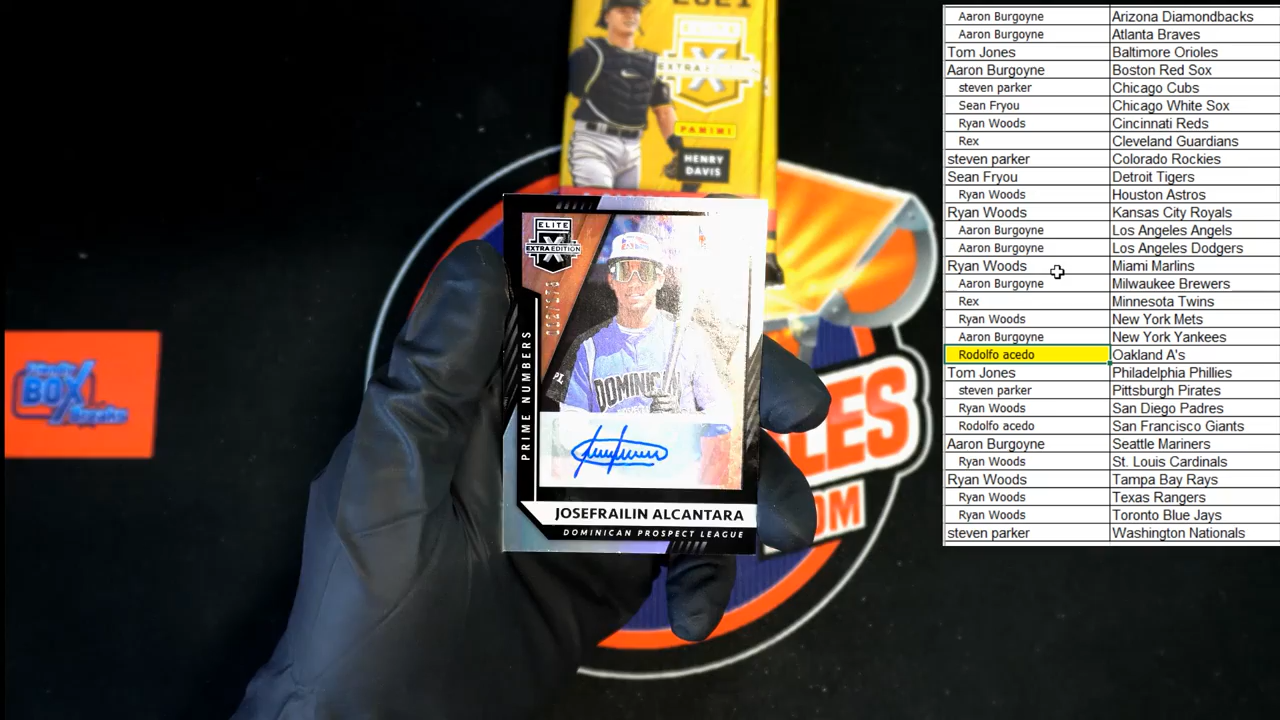 2021
EXTRA EDITION
PANINI
HENRY
DAVIS
ELITE
EXTRA EDITION
X
PRIME NUMBERS
DOMINICAN
JOSEFRAILIN ALCANTARA
DOMINICAN PROSPECT LEAGUE
BOX
Aaron Burgoyne Arizona Diamondbacks
Aaron Burgoyne Atlanta Braves
Tom Jones Baltimore Orioles
Aaron Burgoyne Boston Red Sox
steven parker Chicago Cubs
Sean Fryou Chicago White Sox
Ryan Woods Cincinnati Reds
Rex Cleveland Guardians
steven parker Colorado Rockies
Sean Fryou Detroit Tigers
Ryan Woods Houston Astros
Ryan Woods Kansas City Royals
Aaron Burgoyne Los Angeles Angels
Aaron Burgoyne Los Angeles Dodgers
Ryan Woods Miami Marlins
Aaron Burgoyne Milwaukee Brewers
Rex Minnesota Twins
Ryan Woods New York Mets
Aaron Burgoyne New York Yankees
Rodolfo acedo Oakland A's
Tom Jones Philadelphia Phillies
steven parker Pittsburgh Pirates
Ryan Woods San Diego Padres
Rodolfo acedo San Francisco Giants
Aaron Burgoyne Seattle Mariners
Ryan Woods St. Louis Cardinals
Ryan Woods Tampa Bay Rays
Ryan Woods Texas Rangers
Ryan Woods Toronto Blue Jays
steven parker Washington Nationals